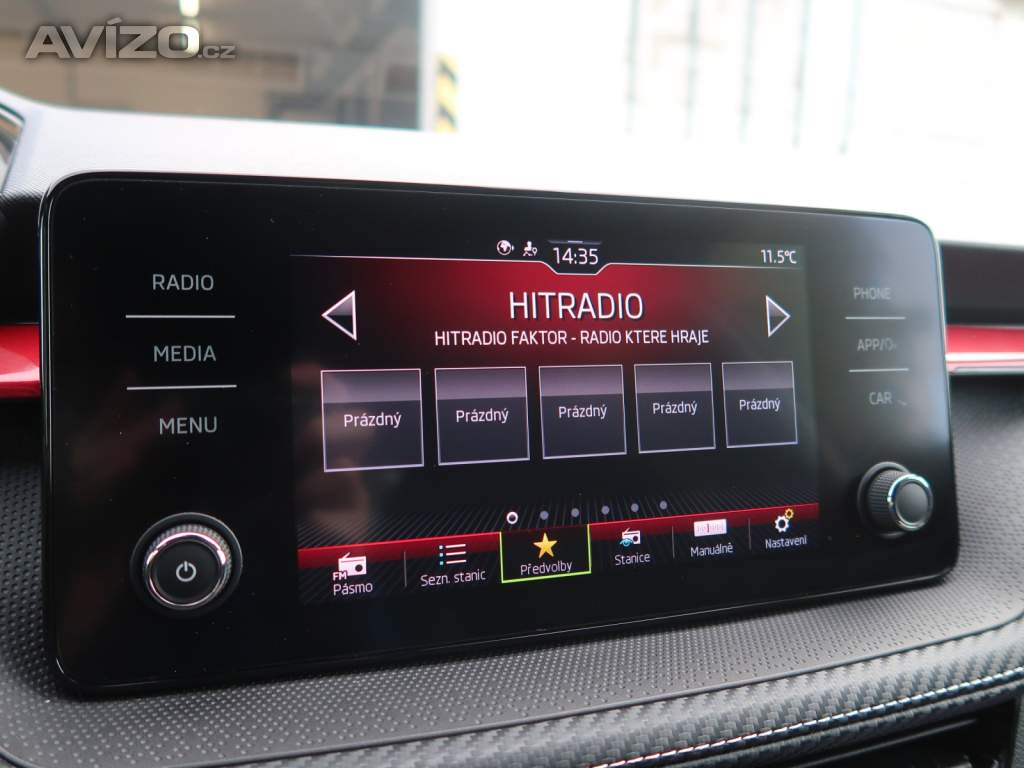 AVÍZO.cz
14:35
11.5°C
RADIO
MEDIA
MENU
HITRADIO
HITRADIO FAKTOR - RADIO KTERE HRAJE
Prázdný
Prázdný
Prázdný
Prázdný
Prázdný
FM
Pásmo
Sezn. stanic
Předvolby
Stanice
Manuálně
Nastavení
PHONE
CAR